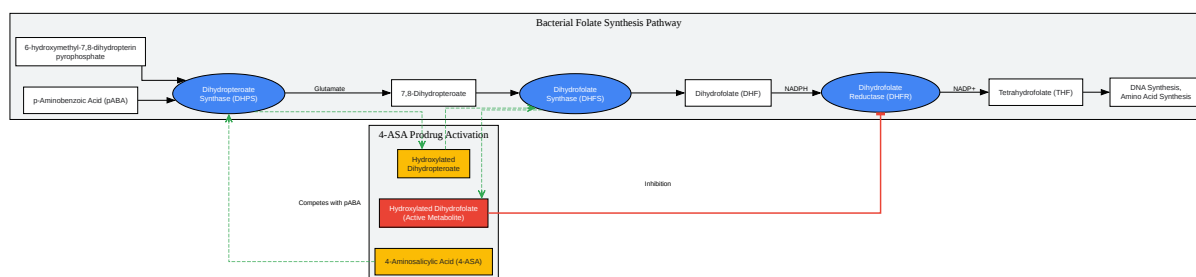 Bacterial Folate Synthesis Pathway
6-hydroxymethyl-7,8-dihydropterin
pyrophosphate
p-Aminobenzoic Acid (pABA)
Dihydropteroate
Synthase (DHPS)
Glutamate
7,8-Dihydropteroate
Dihydrofolate
Synthase (DHFS)
Dihydrofolate (DHF)
NADPH
Dihydrofolate
Reductase (DHFR)
NADP+
Tetrahydrofolate (THF)
DNA Synthesis,
Amino Acid Synthesis
4-ASA Prodrug Activation
Hydroxylated
Dihydropteroate
Hydroxylated Dihydrofolate
(Active Metabolite)
4-Aminosalicylic Acid (4-ASA)
Competes with pABA
Inhibition